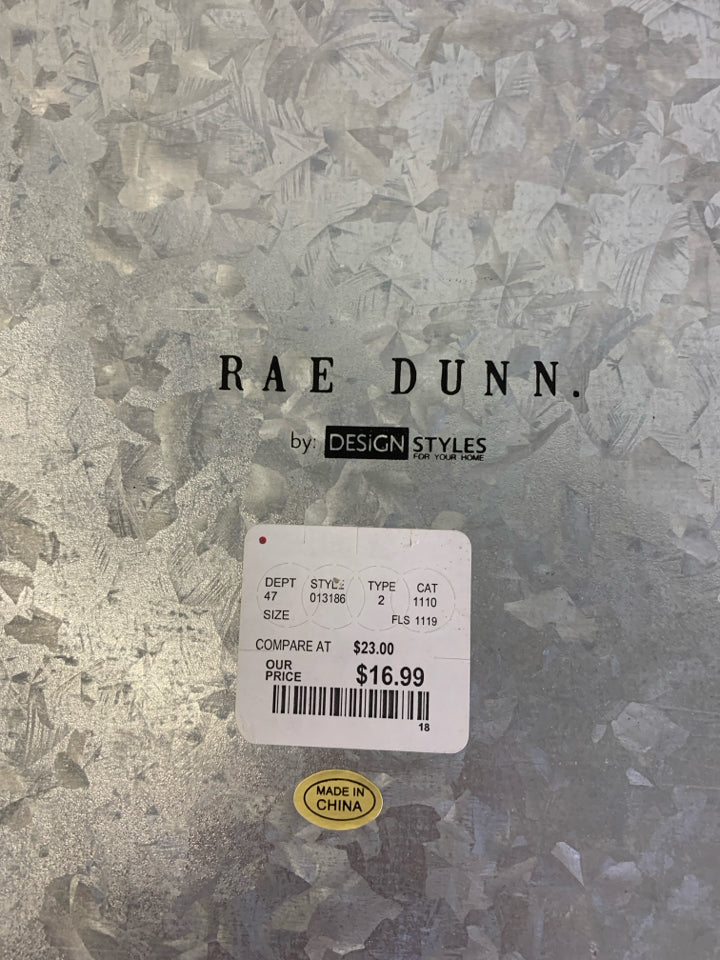 RAE DUNN.
by: DESiGN STYLES
FOR YOUR HOME
DEPT STYLE TYPE CAT
47 013186 2 1110
SIZE FLS 1119
COMPARE AT $23.00
OUR
PRICE $16.99
18
MADE IN
CHINA